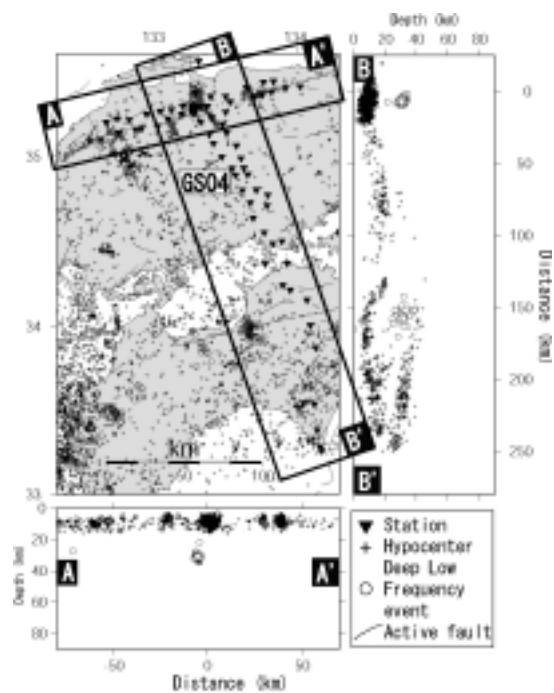 133
134
Depth (km)
0 40 80
B
A'
B
A
0
35
GS04
50
100
Distance (km)
150
34
200
km
0 50 100
B'
250
33
B'
0
20
40
60
80
Depth (km)
A
A'
-50 0 50
Distance (km)
Station
Hypocenter
Deep Low
Frequency
event
Active fault